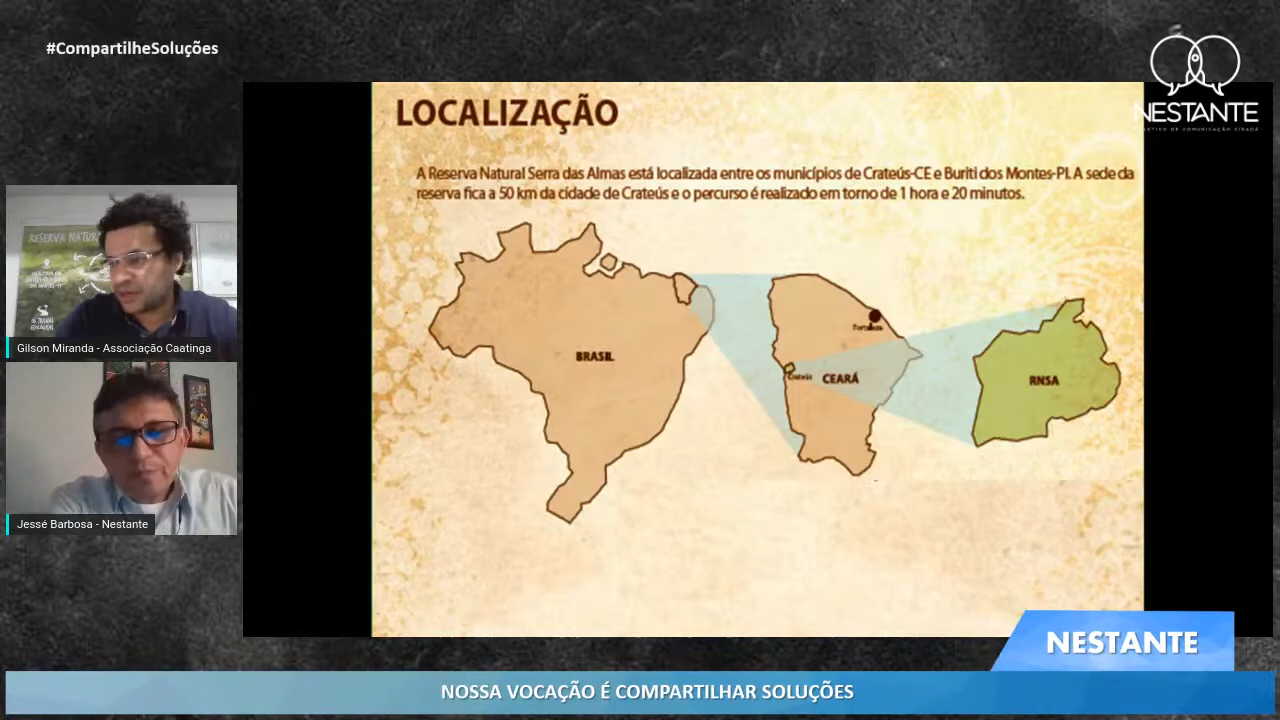 #CompartilheSoluções
NESTANTE
LOCALIZAÇÃO
A Reserva Natural Serra das Almas está localizada entre os municípios de Crateús-CE e Buriti dos Montes-PI. A sede da
reserva fica a 50 km da cidade de Crateús e o percurso é realizado em torno de 1 hora e 20 minutos.
BRASIL
Fortaleza
Crateús
CEARÁ
RNSA
RESERVA NATURA
Gilson Miranda - Associação Caatinga
Jessé Barbosa - Nestante
NESTANTE
NOSSA VOCAÇÃO É COMPARTILHAR SOLUÇÕES